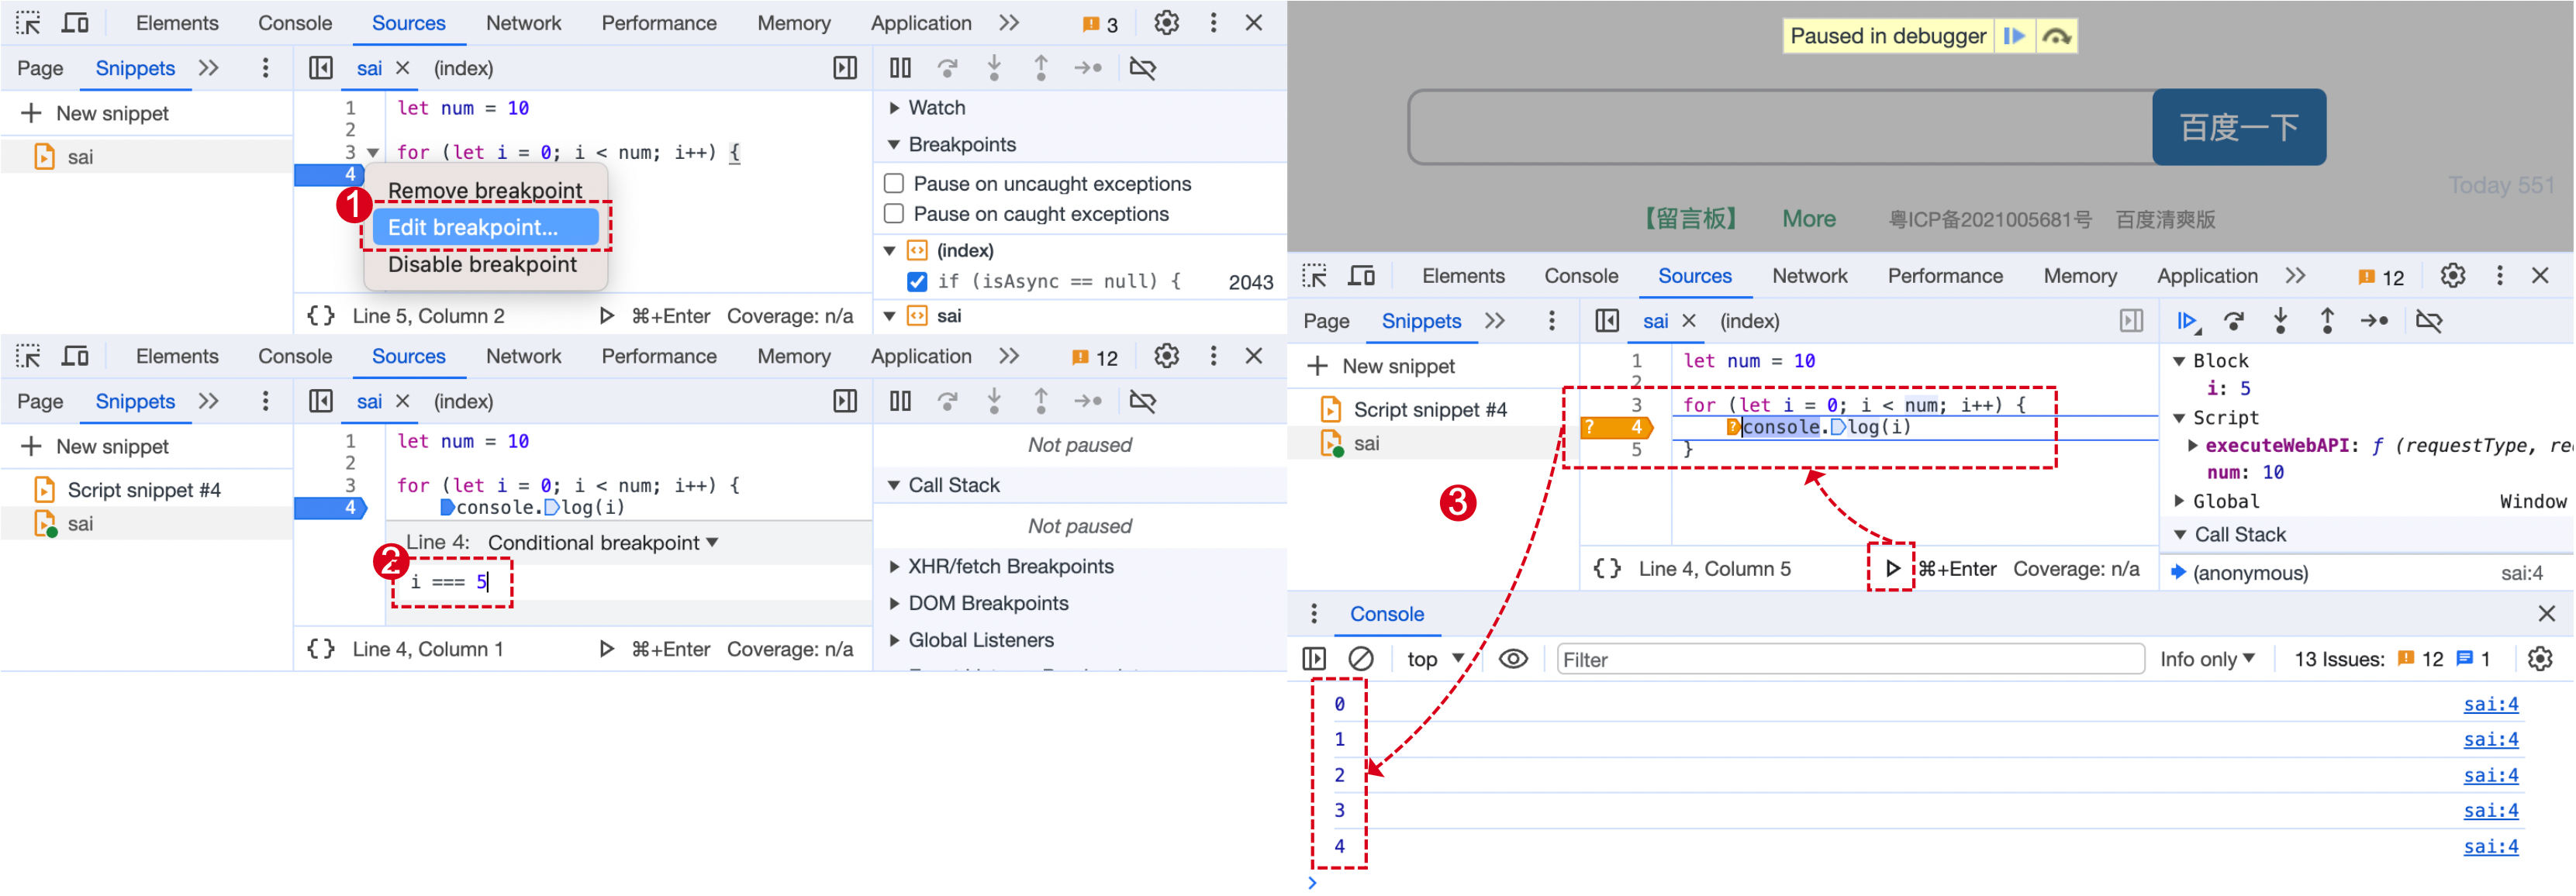 Elements Console Sources Network Performance Memory Application 3
Page Snippets sai (index)
New snippet
sai
1 let num = 10
2
3 for (let i = 0; i < num; i++) {
4
1
Remove breakpoint
Edit breakpoint...
Disable breakpoint
{} Line 5, Column 2 ⌘+Enter Coverage: n/a
Watch
Breakpoints
Pause on uncaught exceptions
Pause on caught exceptions
(index)
if (isAsync == null) { 2043
sai
Elements Console Sources Network Performance Memory Application 12
Page Snippets sai (index)
New snippet
Script snippet #4
sai
1 let num = 10
2
3 for (let i = 0; i < num; i++) {
4 console.log(i)
Line 4: Conditional breakpoint
2
i === 5
{} Line 4, Column 1 ⌘+Enter Coverage: n/a
Not paused
Call Stack
Not paused
XHR/fetch Breakpoints
DOM Breakpoints
Global Listeners
Paused in debugger
百度一下
Today 551
【留言板】 More 粤ICP备2021005681号 百度清爽版
Elements Console Sources Network Performance Memory Application 12
Page Snippets sai (index)
New snippet
Script snippet #4
sai
1 let num = 10
2
3 for (let i = 0; i < num; i++) {
? 4 ?console.log(i)
5 }
3
{} Line 4, Column 5 ⌘+Enter Coverage: n/a
Block
i: 5
Script
executeWebAPI: ƒ (requestType, re
num: 10
Global Window
Call Stack
(anonymous) sai:4
Console
top Filter Info only 13 Issues: 12 1
0 sai:4
1 sai:4
2 sai:4
3 sai:4
4 sai:4
>